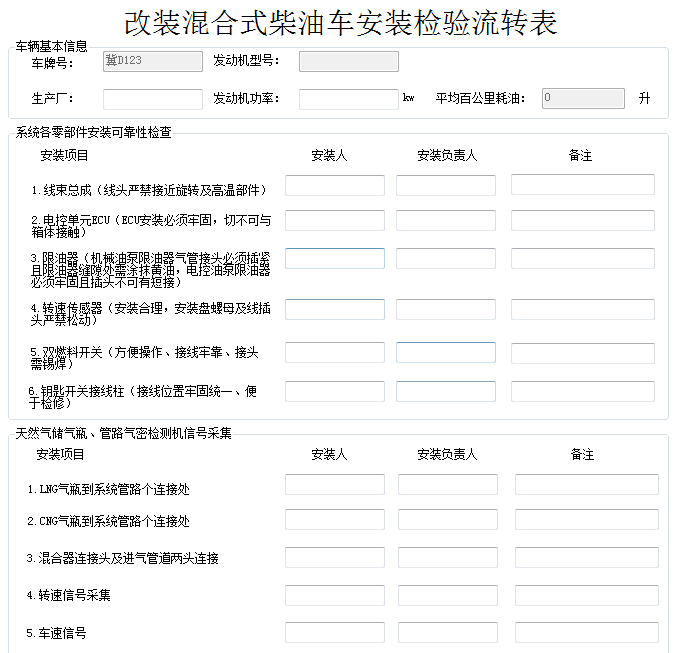 改装混合式柴油车安装检验流转表
车辆基本信息
车牌号： 冀D123 发动机型号：
生产厂： 发动机功率： kw 平均百公里耗油： 0 升
系统各零部件安装可靠性检查
安装项目 安装人 安装负责人 备注
1.线束总成（线头严禁接近旋转及高温部件）
2.电控单元ECU（ECU安装必须牢固，切不可与
箱体接触）
3.限油器（机械油泵限油器气管接头必须插紧
且限油器缝隙处需涂抹黄油，电控油泵限油器
必须牢固且插头不可有短接）
4.转速传感器（安装合理，安装盘螺母及线插
头严禁松动）
5.双燃料开关（方便操作、接线牢靠、接头
需锡焊）
6.钥匙开关接线柱（接线位置牢固统一、便
于检修）
天然气储气瓶、管路气密检测机信号采集
安装项目 安装人 安装负责人 备注
1.LNG气瓶到系统管路个连接处
2.CNG气瓶到系统管路个连接处
3.混合器连接头及进气管道两头连接
4.转速信号采集
5.车速信号